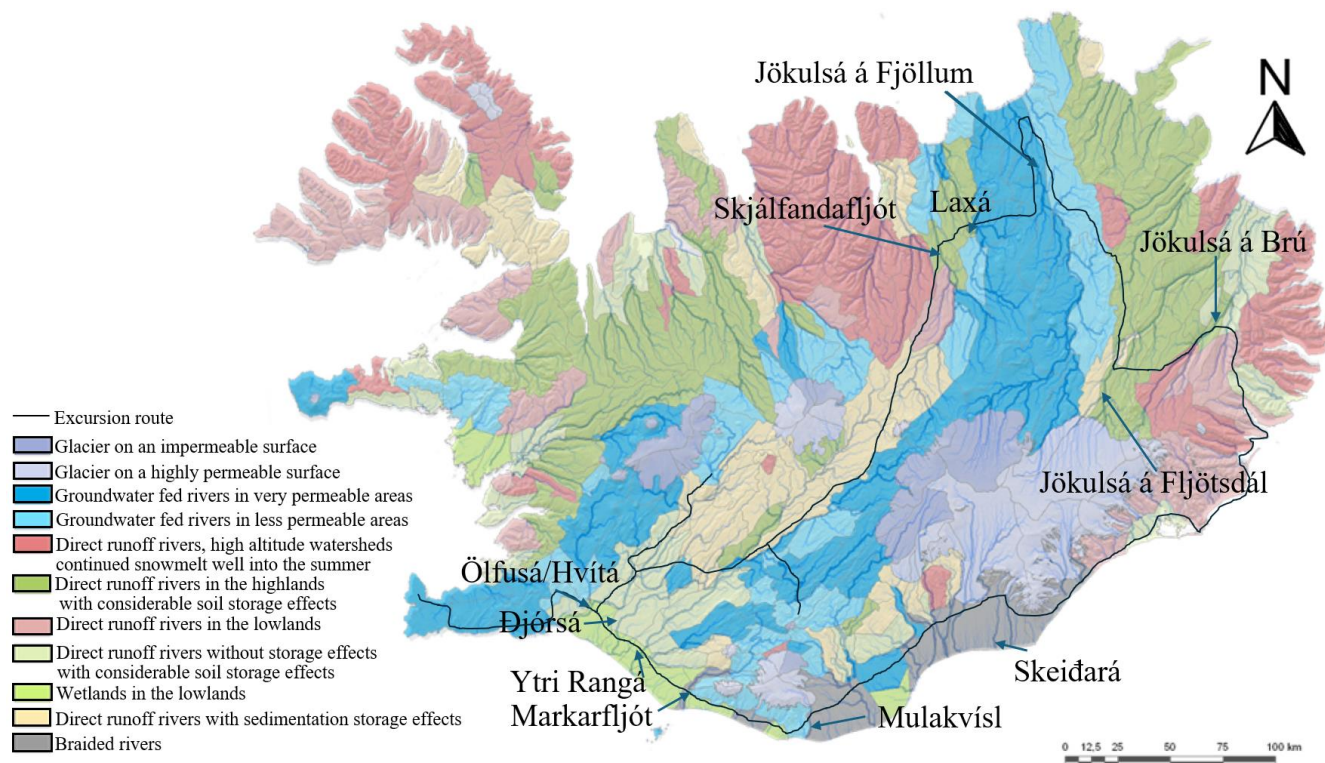 Jökulsá á Fjöllum
N
Skjálfandafljót
Laxá
Jökulsá á Brú
Excursion route
Glacier on an impermeable surface
Glacier on a highly permeable surface
Groundwater fed rivers in very permeable areas
Groundwater fed rivers in less permeable areas
Direct runoff rivers, high altitude watersheds
continued snowmelt well into the summer
Direct runoff rivers in the highlands
with considerable soil storage effects
Direct runoff rivers in the lowlands
Direct runoff rivers without storage effects
with considerable soil storage effects
Wetlands in the lowlands
Direct runoff rivers with sedimentation storage effects
Braided rivers
Jökulsá á Fljötsdál
Ölfusá/Hvítá
Đjórsá
Ytri Rangá
Markarfljót
Mulakvísl
Skeiđará
0 12,5 25 50 75 100 km